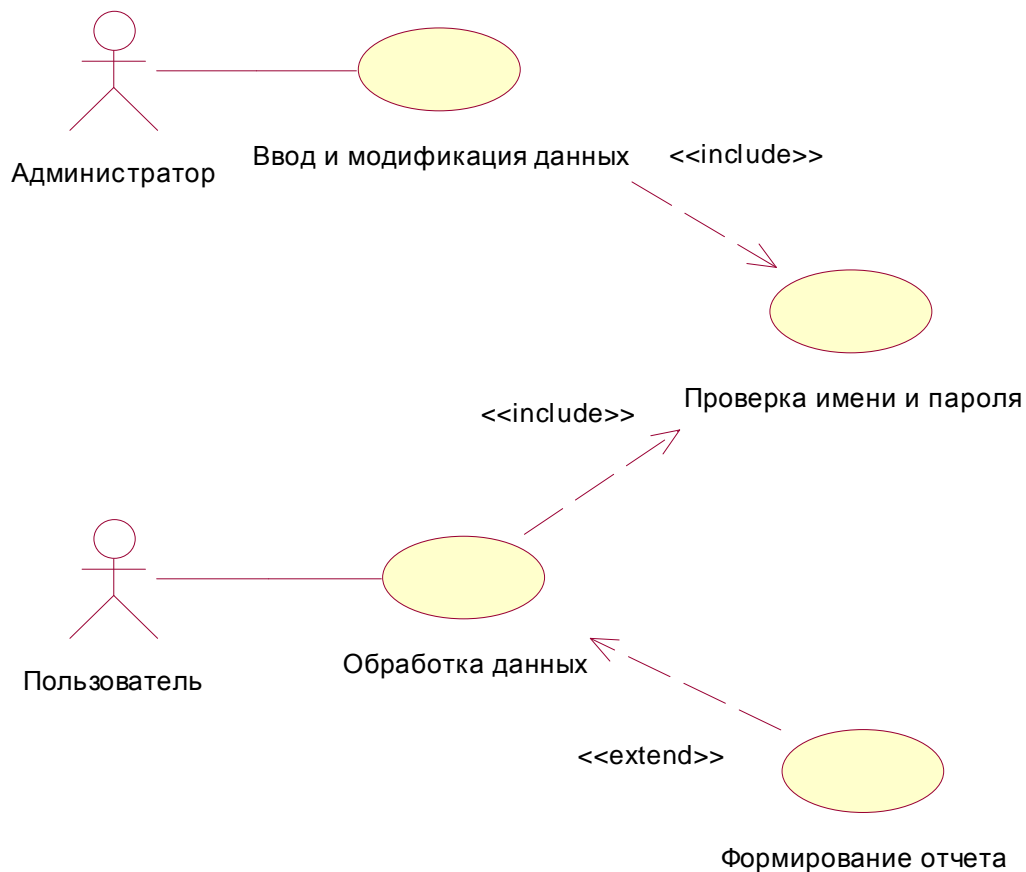 Администратор
Ввод и модификация данных
<<include>>
Проверка имени и пароля
<<include>>
Пользователь
Обработка данных
<<extend>>
Формирование отчета